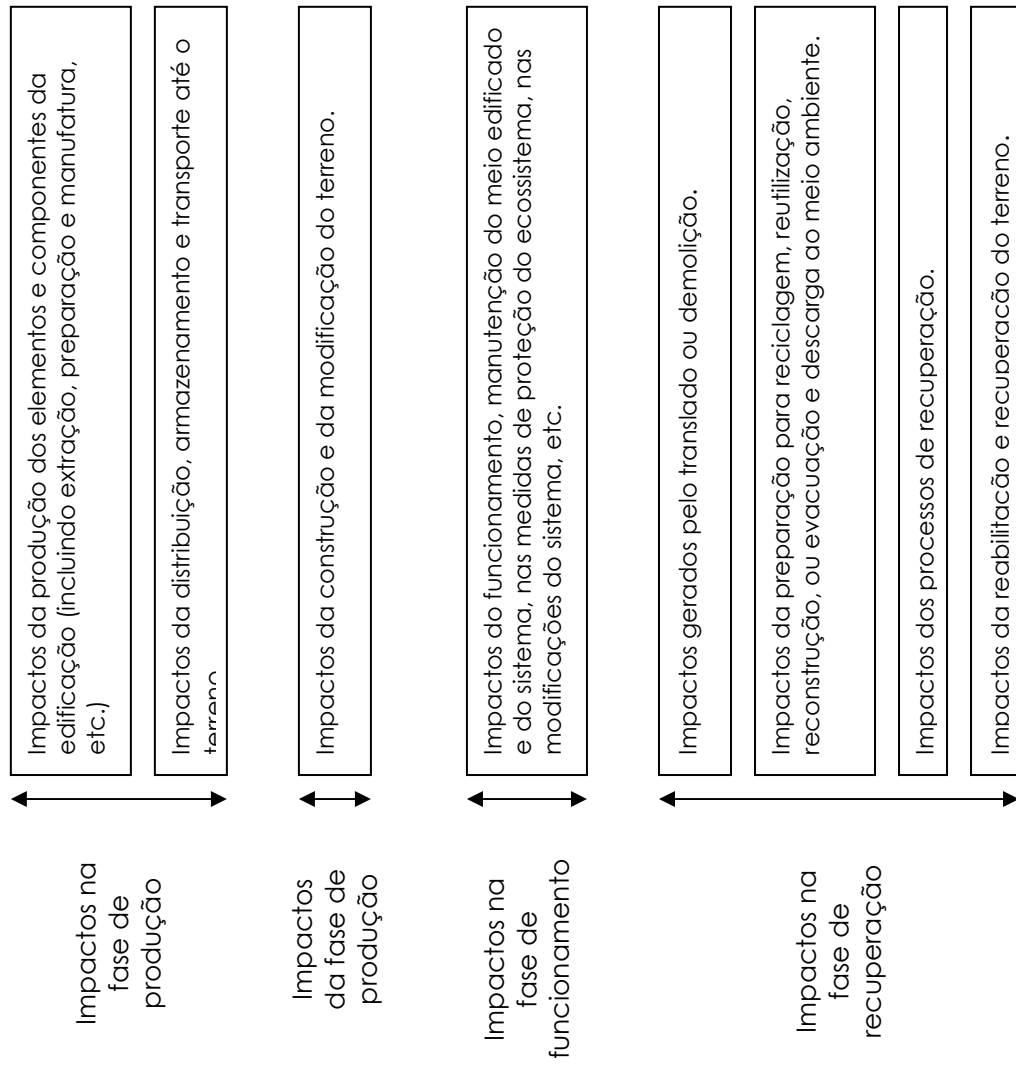 Impactos na
fase de
produção
Impactos da produção dos elementos e componentes da
edificação (incluindo extração, preparação e manufatura,
etc.)
Impactos da distribuição, armazenamento e transporte até o
terreno
Impactos
da fase de
produção
Impactos da construção e da modificação do terreno.
Impactos na
fase de
funcionamento
Impactos do funcionamento, manutenção do meio edificado
e do sistema, nas medidas de proteção do ecossistema, nas
modificações do sistema, etc.
Impactos na
fase de
recuperação
Impactos gerados pelo translado ou demolição.
Impactos da preparação para reciclagem, reutilização,
reconstrução, ou evacuação e descarga ao meio ambiente.
Impactos dos processos de recuperação.
Impactos da reabilitação e recuperação do terreno.